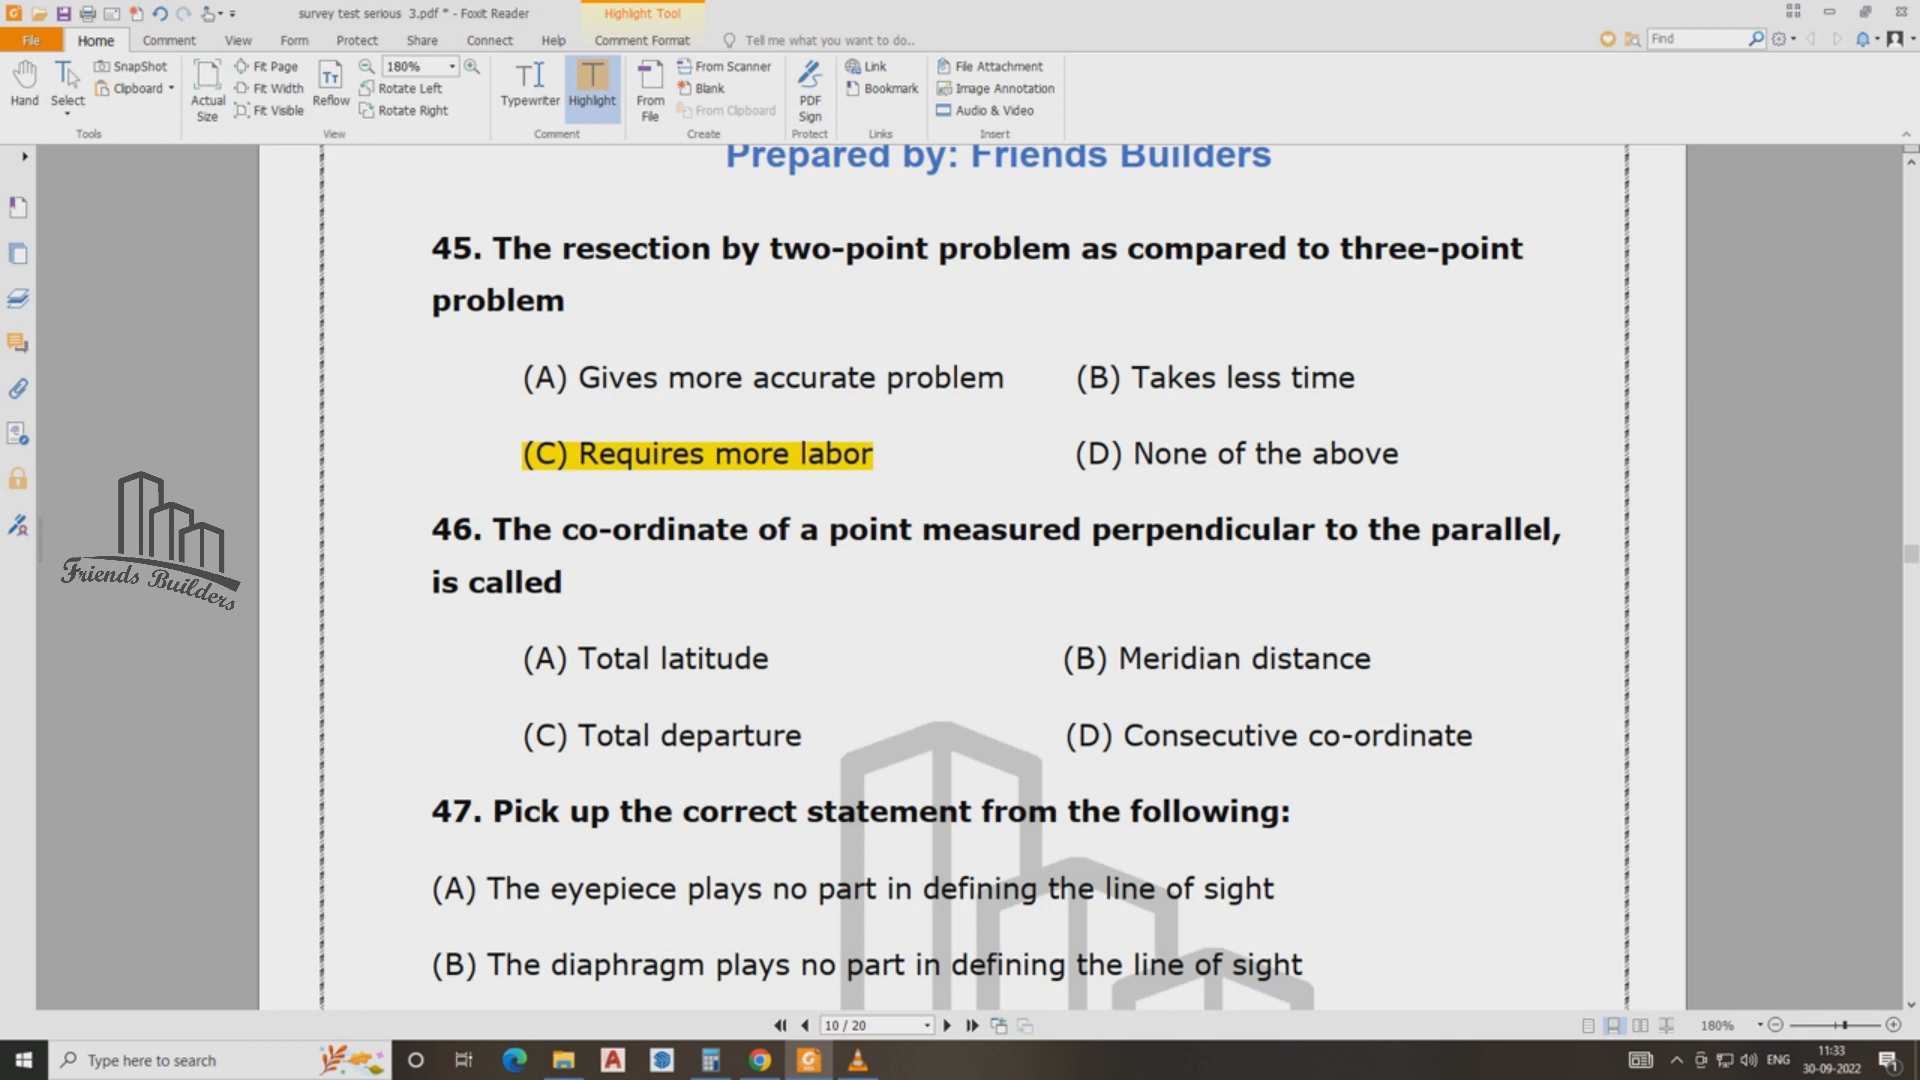 survey test serious 3.pdf * - Foxit Reader
Highlight Tool
File Home Comment View Form Protect Share Connect Help Comment Format Tell me what you want to do.. Find
Hand
Select
SnapShot
Clipboard
Tools
Actual Size
Fit Page
Fit Width
Fit Visible
Reflow
180%
Rotate Left
Rotate Right
View
Typewriter
Highlight
Comment
From File
From Scanner
Blank
From Clipboard
Create
PDF Sign
Protect
Link
Bookmark
Links
File Attachment
Image Annotation
Audio & Video
Insert
Prepared by: Friends Builders
45. The resection by two-point problem as compared to three-point
problem
(A) Gives more accurate problem (B) Takes less time
(C) Requires more labor (D) None of the above
46. The co-ordinate of a point measured perpendicular to the parallel,
is called
(A) Total latitude (B) Meridian distance
(C) Total departure (D) Consecutive co-ordinate
47. Pick up the correct statement from the following:
(A) The eyepiece plays no part in defining the line of sight
(B) The diaphragm plays no part in defining the line of sight
Friends Builders
10 / 20
180%
Type here to search
ENG
11:33
30-09-2022